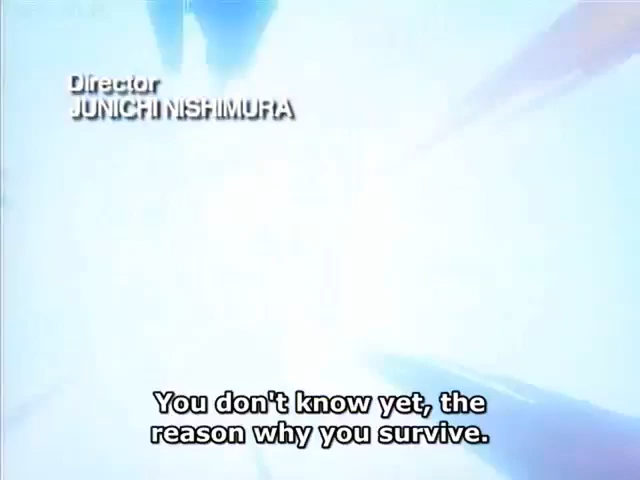 Director
JUNICHI NISHIMURA
You don't know yet, the
reason why you survive.